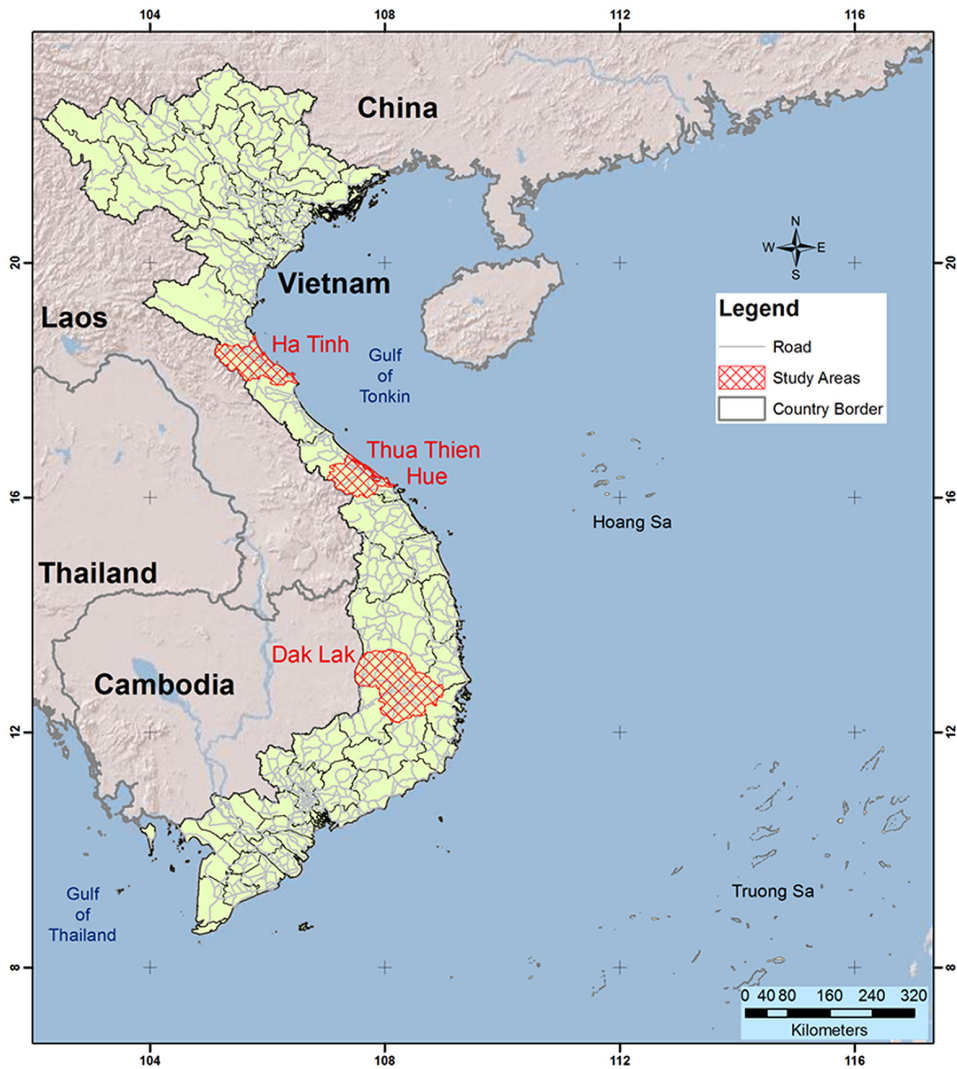 104 108 112 116
China
N
W E
S
20 20
Vietnam
Legend
Laos
Road
Ha Tinh
Gulf
of
Tonkin
Study Areas
Country Border
Thua Thien
Hue
16 16
Hoang Sa
Thailand
Dak Lak
Cambodia
12 12
Truong Sa
Gulf
of
Thailand
8 8
0 40 80 160 240 320
Kilometers
104 108 112 116